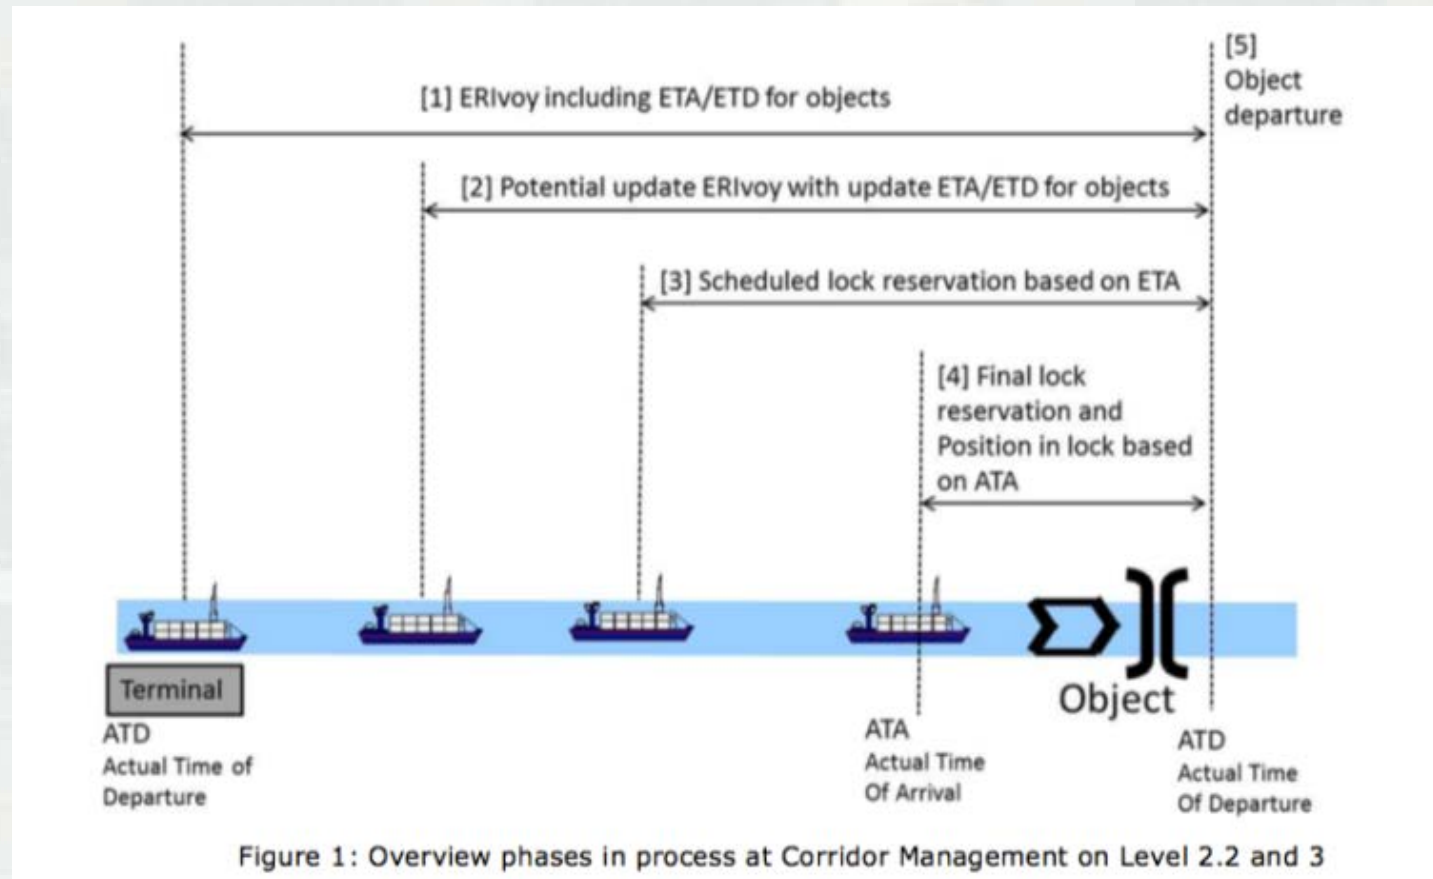 [5]
Object
departure
[1] ERIvoy including ETA/ETD for objects
[2] Potential update ERIvoy with update ETA/ETD for objects
[3] Scheduled lock reservation based on ETA
[4] Final lock
reservation and
Position in lock based
on ATA
Terminal
Object
ATD
Actual Time of
Departure
ATA
Actual Time
Of Arrival
ATD
Actual Time
Of Departure
Figure 1: Overview phases in process at Corridor Management on Level 2.2 and 3